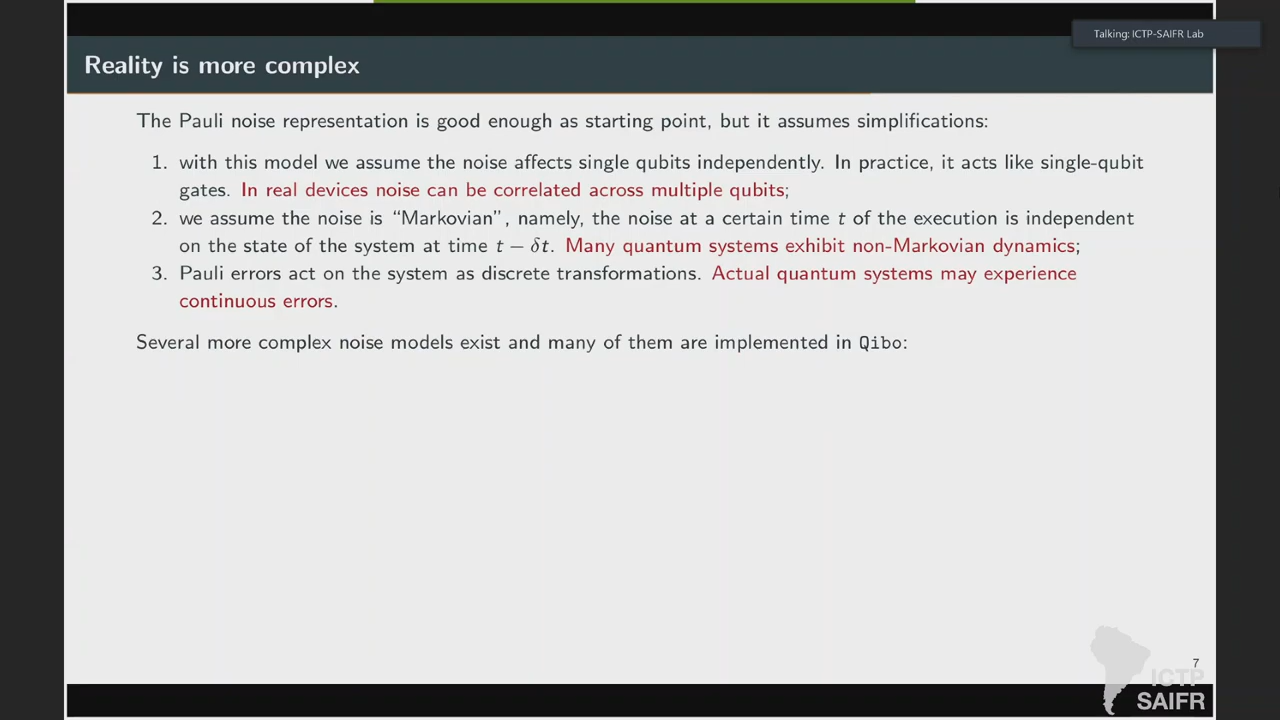 Talking: ICTP-SAIFR Lab
Reality is more complex
The Pauli noise representation is good enough as starting point, but it assumes simplifications:
1. with this model we assume the noise affects single qubits independently. In practice, it acts like single-qubit
gates. In real devices noise can be correlated across multiple qubits;
2. we assume the noise is “Markovian”, namely, the noise at a certain time t of the execution is independent
on the state of the system at time t − δt. Many quantum systems exhibit non-Markovian dynamics;
3. Pauli errors act on the system as discrete transformations. Actual quantum systems may experience
continuous errors.
Several more complex noise models exist and many of them are implemented in Qibo:
7
ICTP
SAIFR